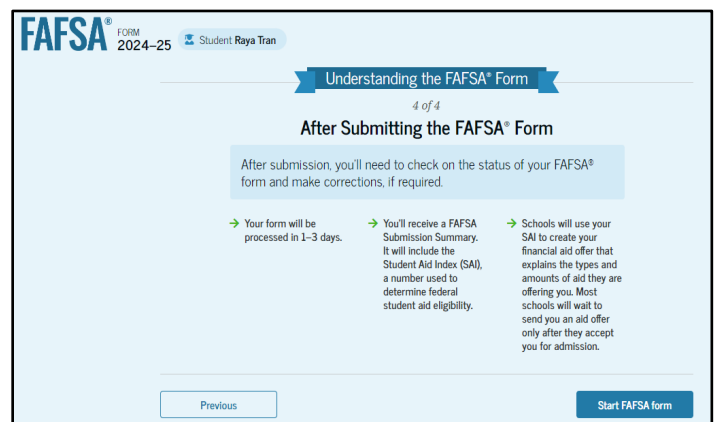 FAFSA® FORM 2024–25 Student Raya Tran
Understanding the FAFSA® Form
4 of 4
After Submitting the FAFSA® Form
After submission, you'll need to check on the status of your FAFSA®
form and make corrections, if required.
→ Your form will be
processed in 1–3 days.
→ You'll receive a FAFSA
Submission Summary.
It will include the
Student Aid Index (SAI),
a number used to
determine federal
student aid eligibility.
→ Schools will use your
SAI to create your
financial aid offer that
explains the types and
amounts of aid they are
offering you. Most
schools will wait to
send you an aid offer
only after they accept
you for admission.
Previous
Start FAFSA form